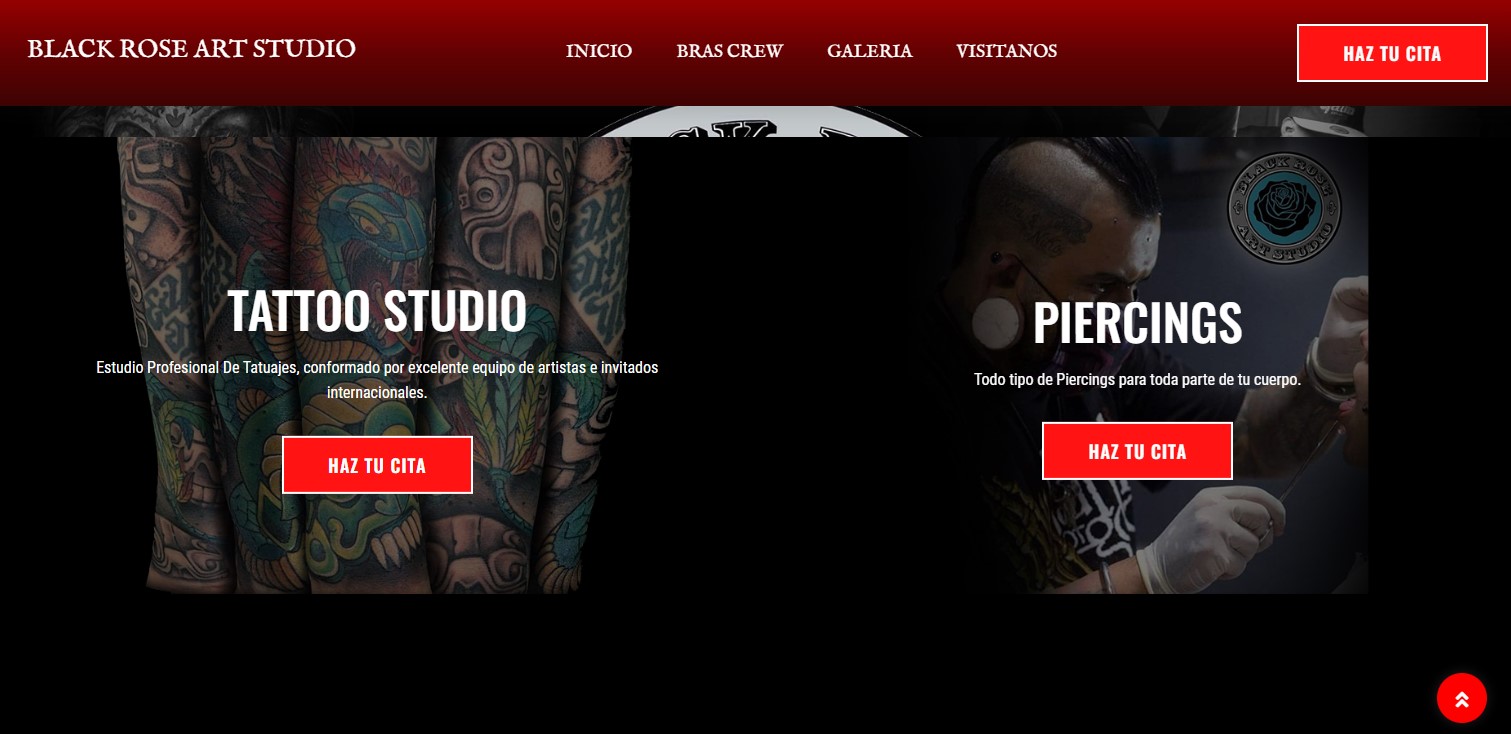 BLACK ROSE ART STUDIO
INICIO
BRAS CREW
GALERIA
VISITANOS
HAZ TU CITA
BLACK ROSE
ART STUDIO
TATTOO STUDIO
Estudio Profesional De Tatuajes, conformado por excelente equipo de artistas e invitados
internacionales.
HAZ TU CITA
PIERCINGS
Todo tipo de Piercings para toda parte de tu cuerpo.
HAZ TU CITA